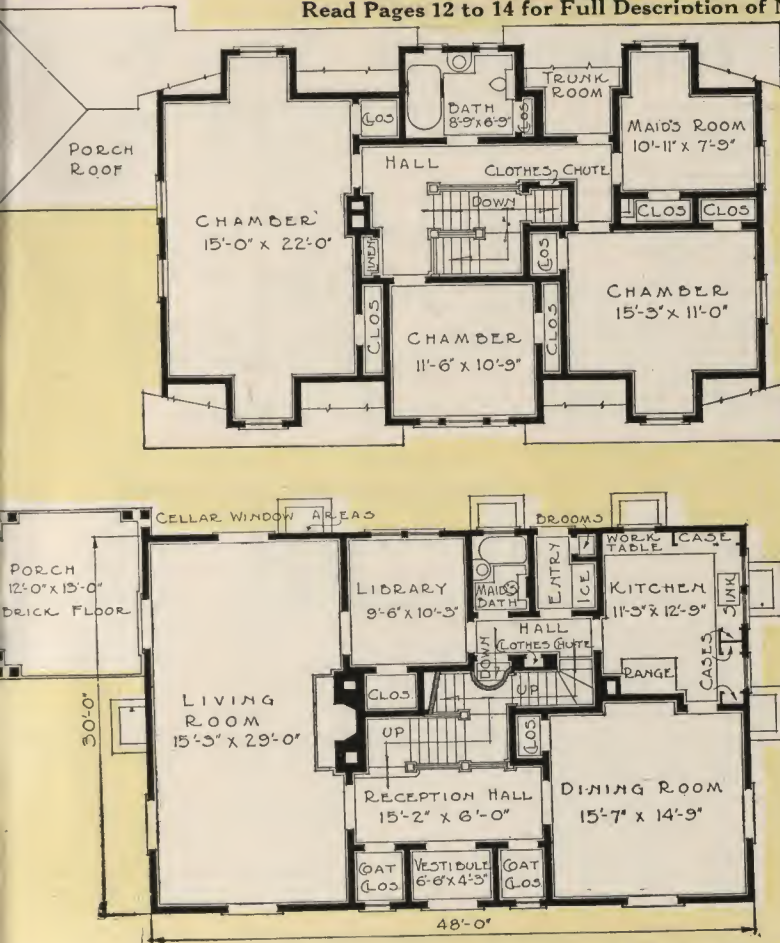 Read Pages 12 to 14 for Full Description of
PORCH
ROOF
CHAMBER
15'-0" x 22'-0"
CLOS
BATH
8'-9" x 6'-9"
CLOS
TRUNK
ROOM
MAID'S ROOM
10'-11" x 7'-9"
HALL
CLOTHES CHUTE
DOWN
CLOS
CLOS
LINEN
CLOS
CLOS
CHAMBER
11'-6" x 10'-9"
CLOS
CHAMBER
15'-3" x 11'-0"
CELLAR WINDOW AREAS
BROOMS
PORCH
12'-0" x 15'-0"
BRICK FLOOR
30'-0"
LIVING
ROOM
15'-3" x 29'-0"
LIBRARY
9'-6" x 10'-3"
MAID'S
BATH
ENTRY
ICE
WORK
TABLE
CASE
KITCHEN
11'-3" x 12'-9"
SINK
CASES
RANGE
HALL
CLOTHES CHUTE
DOWN
UP
CLOS.
UP
CLOS
RECEPTION HALL
15'-2" x 6'-0"
DINING ROOM
15'-7" x 14'-9"
COAT
CLOS
VESTIBULE
6'-6" x 4'-3"
COAT
CLOS
48'-0"